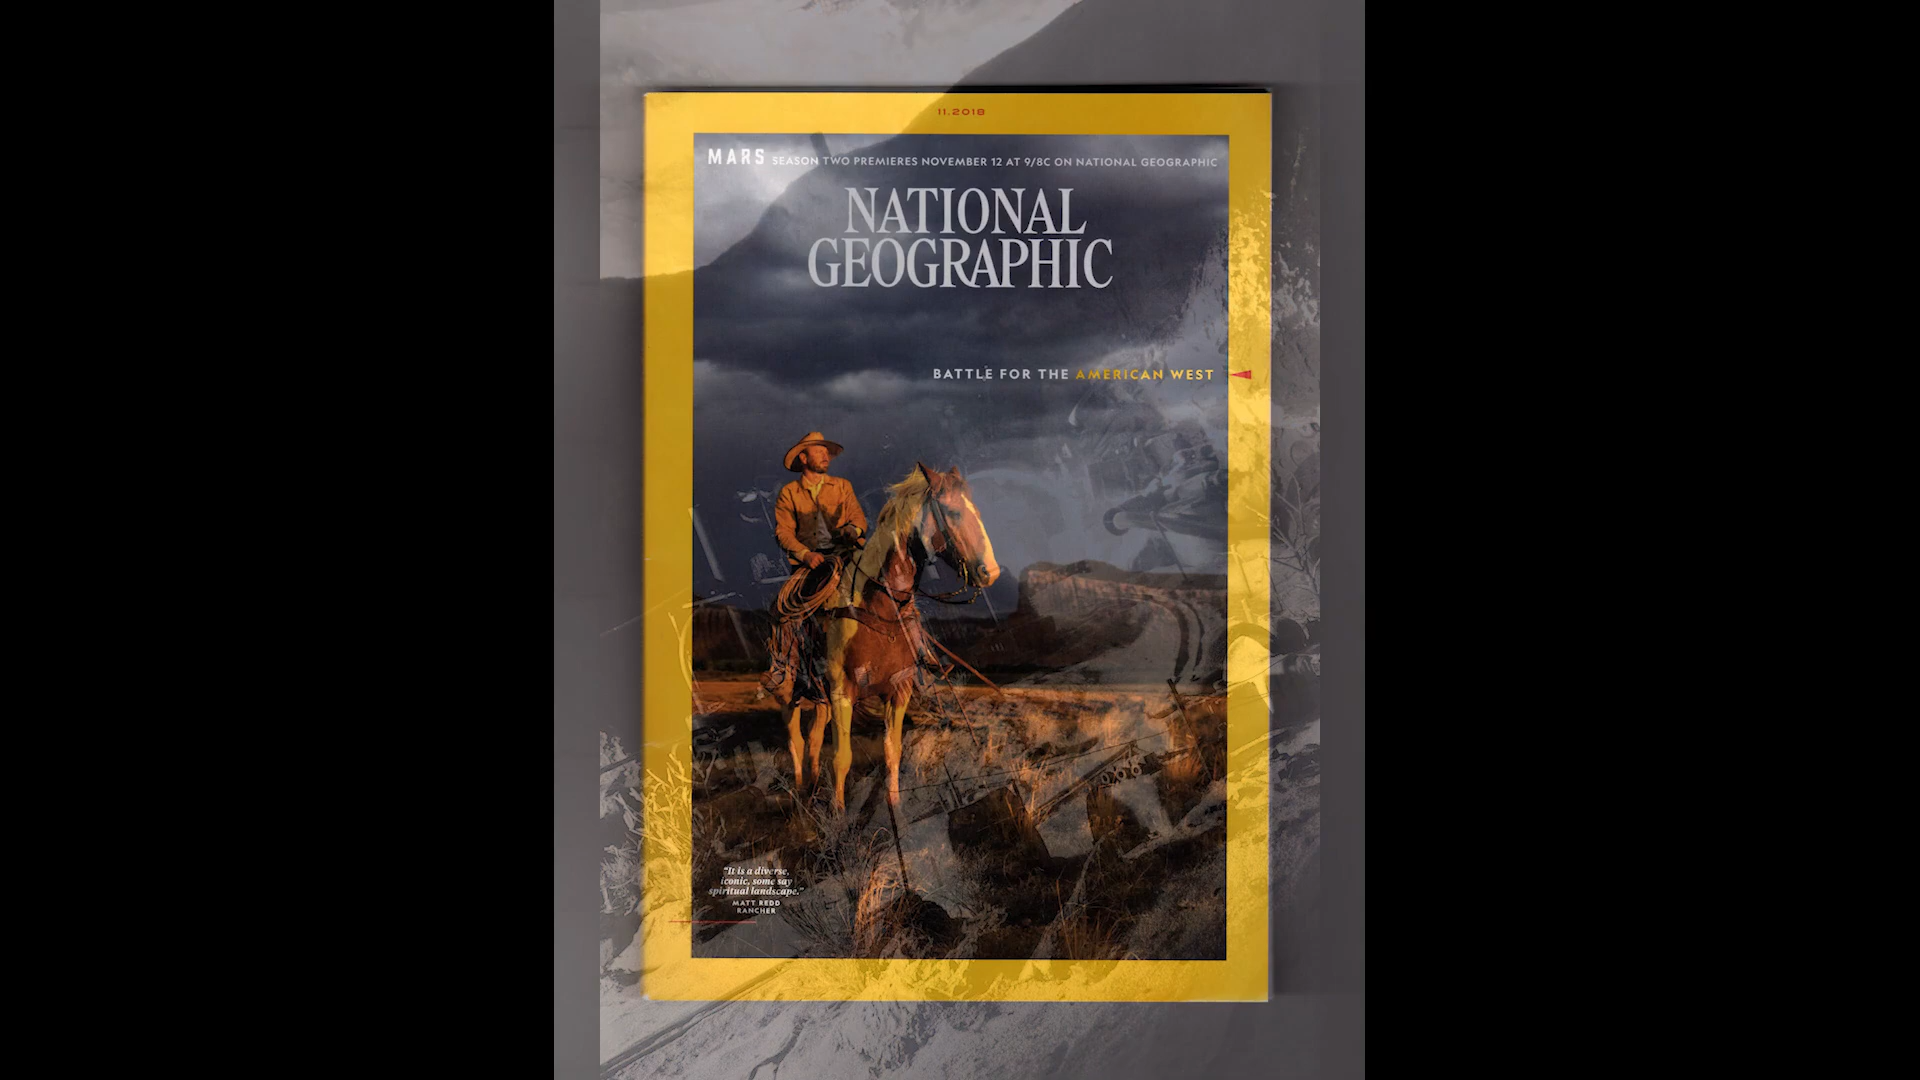 11.2018
MARS SEASON TWO PREMIERES NOVEMBER 12 AT 9/8C ON NATIONAL GEOGRAPHIC
NATIONAL
GEOGRAPHIC
BATTLE FOR THE AMERICAN WEST
"It is a diverse,
iconic, some say
spiritual landscape."
MATT REDD
RANCHER